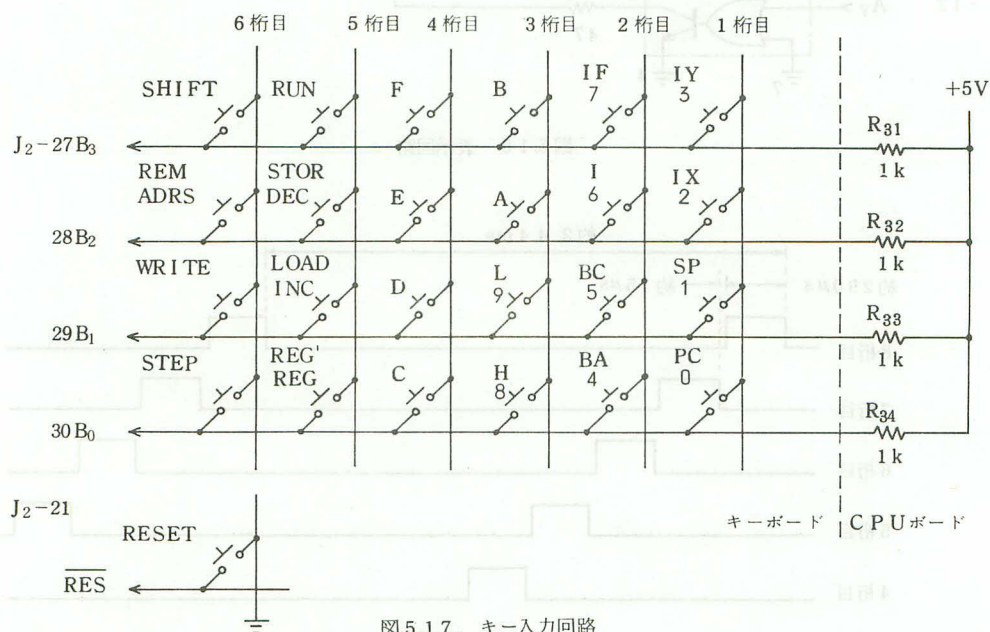 6桁目 5桁目 4桁目 3桁目 2桁目 1桁目
SHIFT RUN F B IF 7 IY 3 +5V
R31
J2-27B3
1k
REM ADRS STOR DEC E A I 6 IX 2
R32
28B2
1k
WRITE LOAD INC D L 9 BC 5 SP 1
R33
29B1
1k
STEP REG' REG C H 8 BA 4 PC 0
R34
30B0
1k
J2-21
キーボード CPUボード
RESET
RES
図5.17 キー入力回路